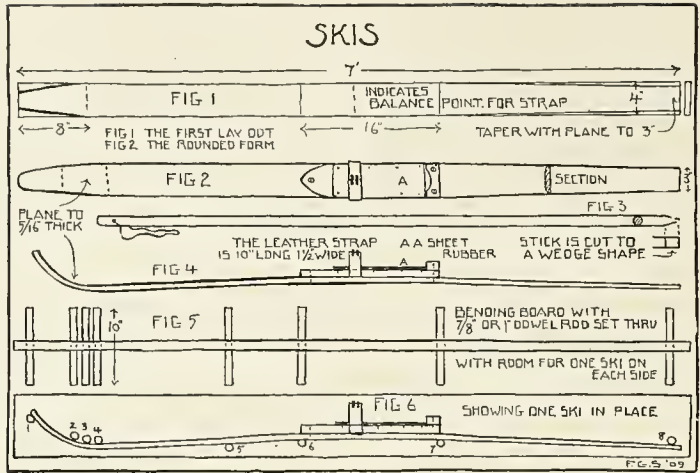 SKIS
7'
FIG 1
INDICATES
BALANCE POINT FOR STRAP
4"
8"
16"
FIG 1 THE FIRST LAY OUT
FIG 2 THE ROUNDED FORM
TAPER WITH PLANE TO 3"
FIG 2
A
SECTION
3"
PLANE TO
5/16" THICK
FIG 3
THE LEATHER STRAP
IS 10" LONG 1 1/2" WIDE
A A SHEET
RUBBER
STICK IS CUT TO
A WEDGE SHAPE
FIG 4
A
10"
FIG 5
BENDING BOARD WITH
7/8" OR 1" DOWEL ROD SET THRU
WITH ROOM FOR ONE SKI ON
EACH SIDE
FIG 6
SHOWING ONE SKI IN PLACE
1
2 3 4
5
6
7
8
F.G.S '09